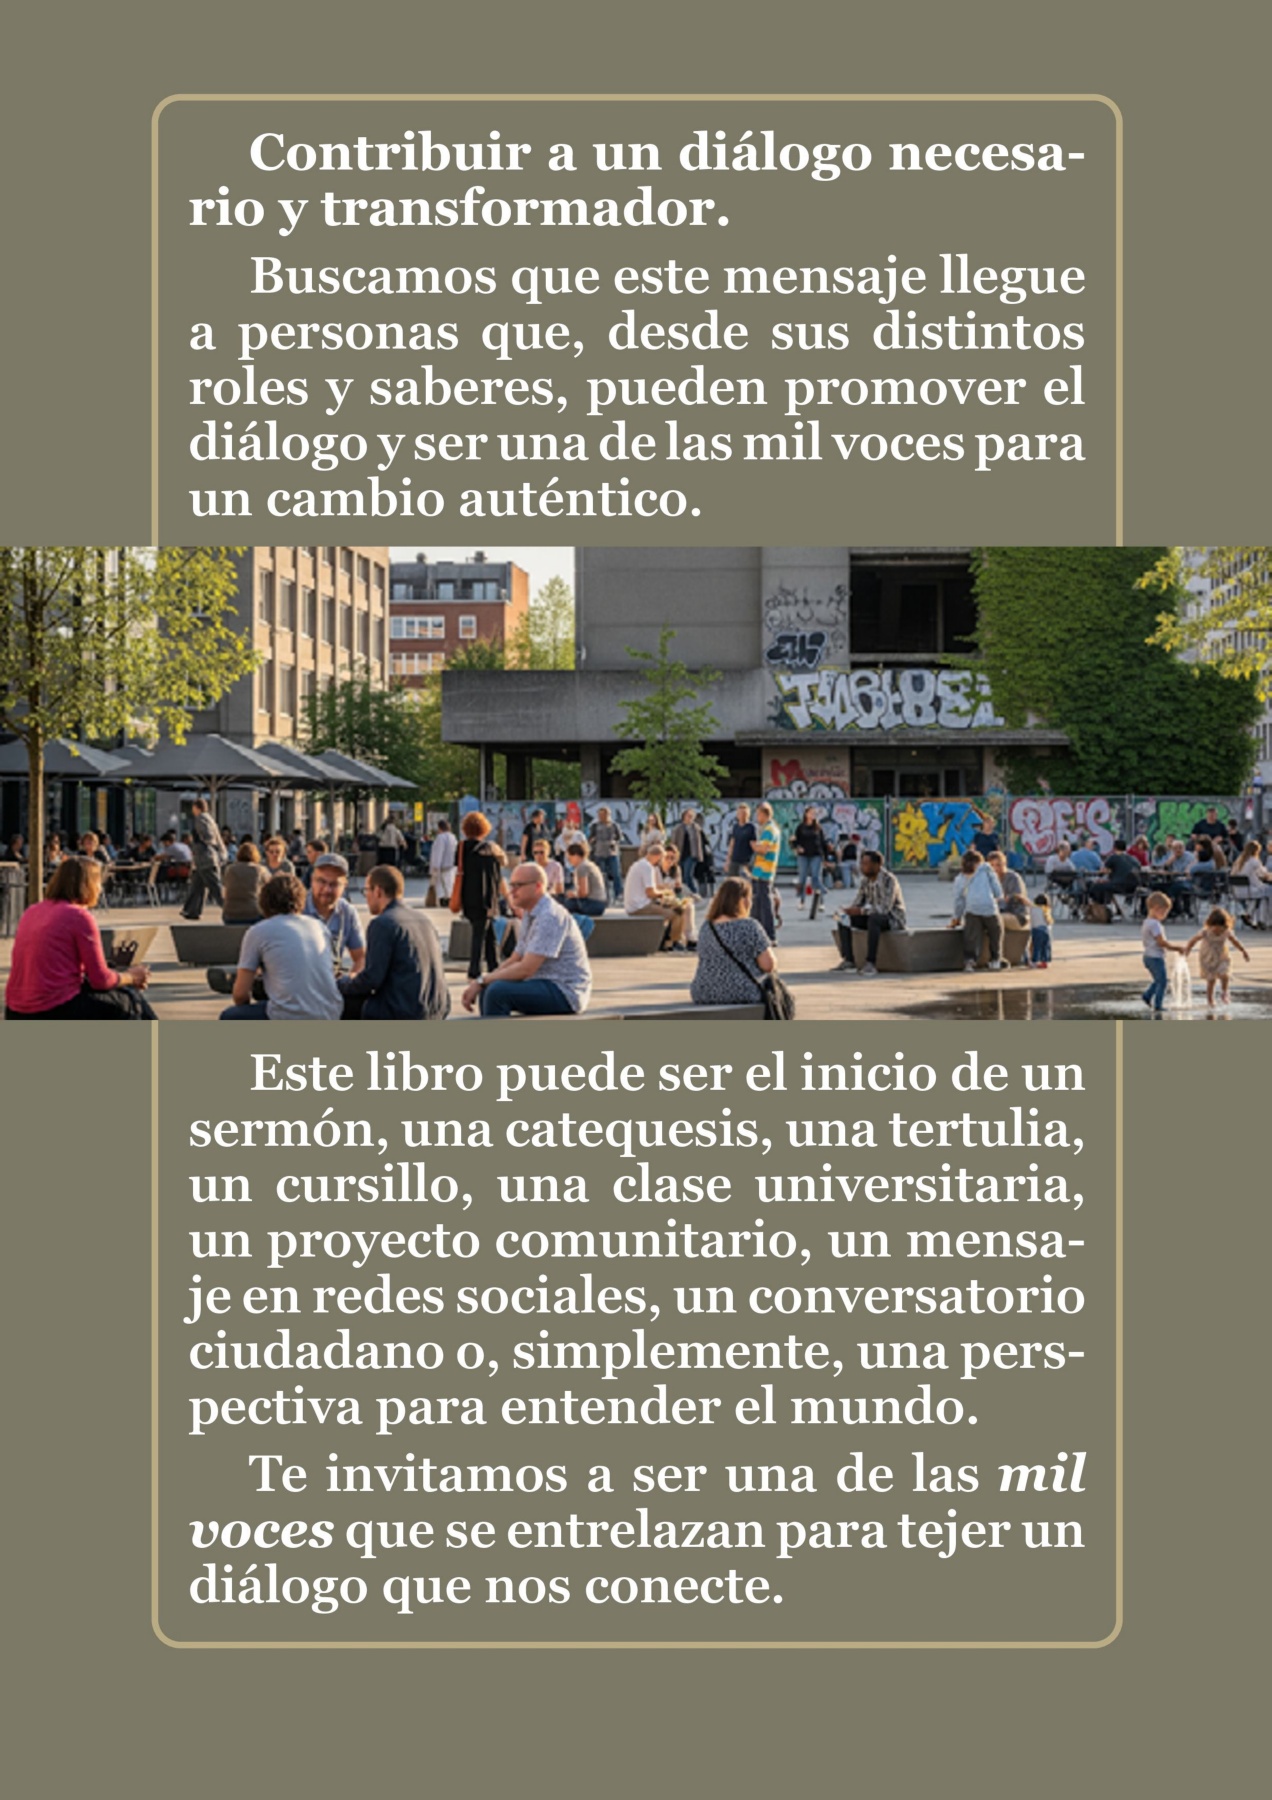 Contribuir a un diálogo necesa-
rio y transformador.
Buscamos que este mensaje llegue
a personas que, desde sus distintos
roles y saberes, pueden promover el
diálogo y ser una de las mil voces para
un cambio auténtico.
Este libro puede ser el inicio de un
sermón, una catequesis, una tertulia,
un cursillo, una clase universitaria,
un proyecto comunitario, un mensa-
je en redes sociales, un conversatorio
ciudadano o, simplemente, una pers-
pectiva para entender el mundo.
Te invitamos a ser una de las mil
voces que se entrelazan para tejer un
diálogo que nos conecte.